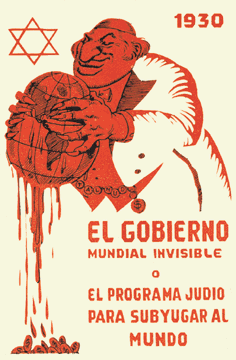 1930
EL GOBIERNO
MUNDIAL INVISIBLE
o
EL PROGRAMA JUDIO
PARA SUBYUGAR AL
MUNDO